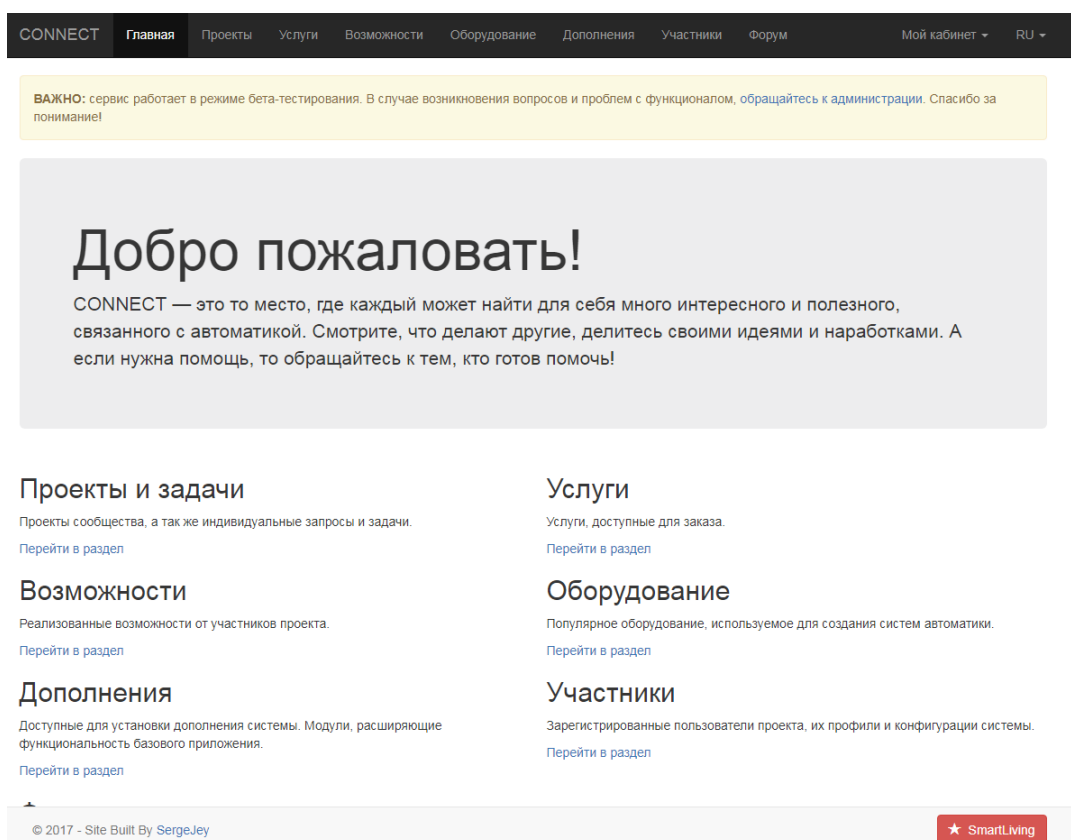 CONNECT Главная Проекты Услуги Возможности Оборудование Дополнения Участники Форум Мой кабинет RU
ВАЖНО: сервис работает в режиме бета-тестирования. В случае возникновения вопросов и проблем с функционалом, обращайтесь к администрации. Спасибо за
понимание!
Добро пожаловать!
CONNECT — это то место, где каждый может найти для себя много интересного и полезного,
связанного с автоматикой. Смотрите, что делают другие, делитесь своими идеями и наработками. А
если нужна помощь, то обращайтесь к тем, кто готов помочь!
Проекты и задачи
Проекты сообщества, а так же индивидуальные запросы и задачи.
Перейти в раздел
Услуги
Услуги, доступные для заказа.
Перейти в раздел
Возможности
Реализованные возможности от участников проекта.
Перейти в раздел
Оборудование
Популярное оборудование, используемое для создания систем автоматики.
Перейти в раздел
Дополнения
Доступные для установки дополнения системы. Модули, расширяющие
функциональность базового приложения.
Перейти в раздел
Участники
Зарегистрированные пользователи проекта, их профили и конфигурации системы.
Перейти в раздел
© 2017 - Site Built By SergeJey
SmartLiving